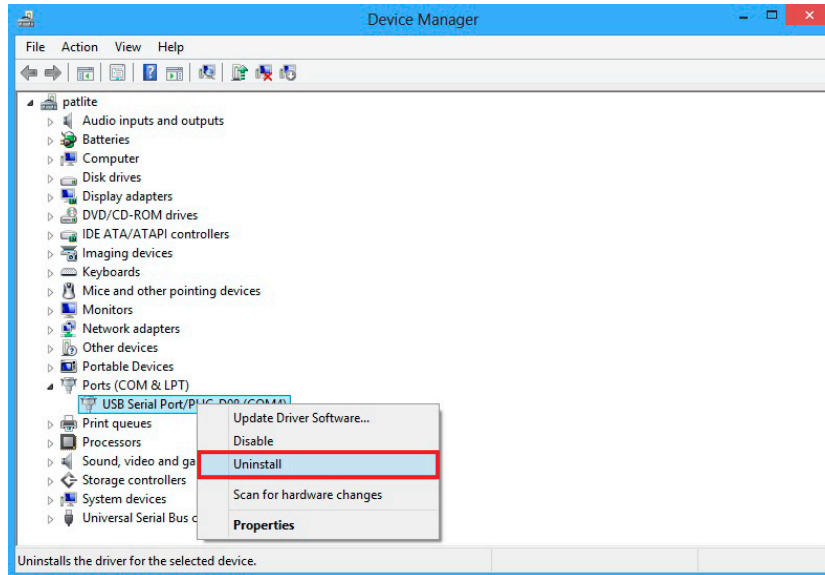 Device Manager
File Action View Help
patlite
Audio inputs and outputs
Batteries
Computer
Disk drives
Display adapters
DVD/CD-ROM drives
IDE ATA/ATAPI controllers
Imaging devices
Keyboards
Mice and other pointing devices
Monitors
Network adapters
Other devices
Portable Devices
Ports (COM & LPT)
USB Serial Port/
Update Driver Software...
Print queues
Disable
Processors
Uninstall
Sound, video and
Storage controllers
Scan for hardware changes
System devices
Universal Serial Bus
Properties
Uninstalls the driver for the selected device.